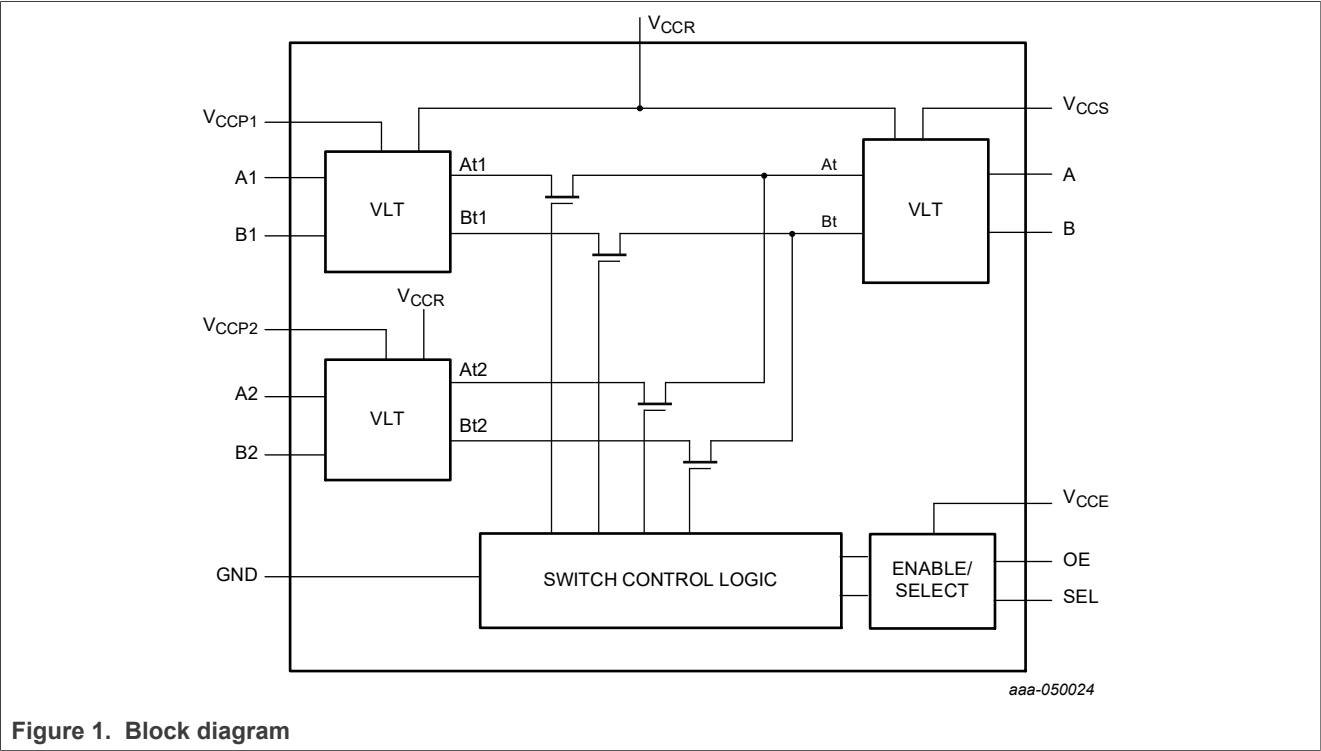 VCCR
VCCP1
VCCS
A1
At1
At
A
VLT
VLT
B1
Bt1
Bt
B
VCCR
VCCP2
At2
A2
VLT
Bt2
B2
VCCE
GND
SWITCH CONTROL LOGIC
ENABLE/
SELECT
OE
SEL
aaa-050024
Figure 1. Block diagram